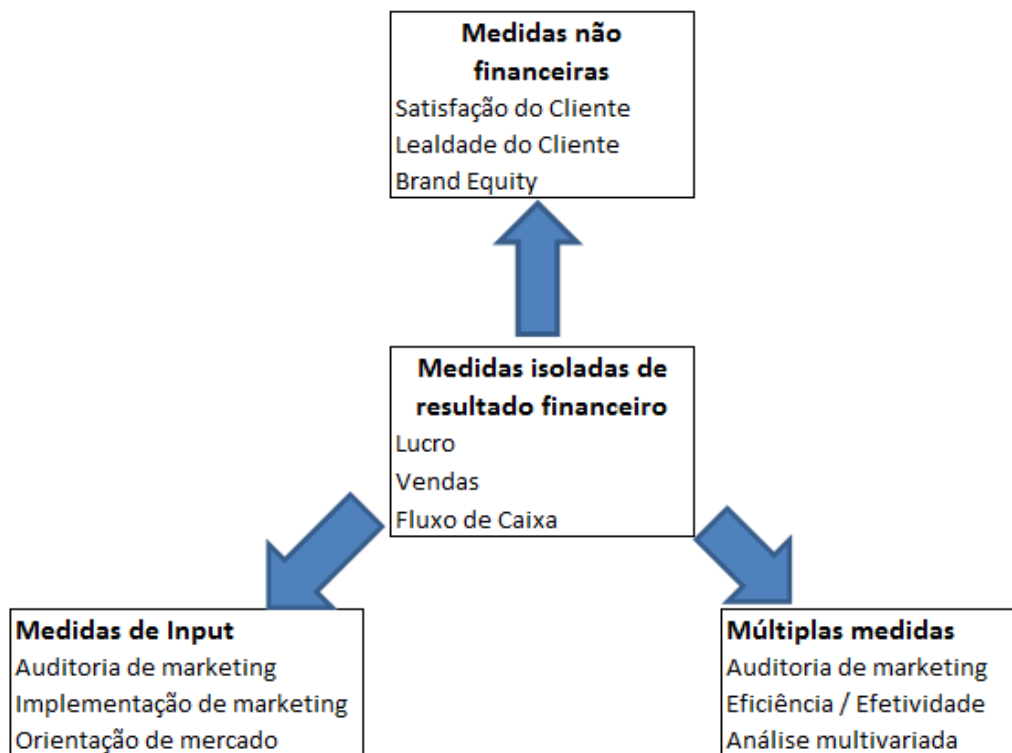 Medidas não
financeiras
Satisfação do Cliente
Lealdade do Cliente
Brand Equity
Medidas isoladas de
resultado financeiro
Lucro
Vendas
Fluxo de Caixa
Medidas de Input
Auditoria de marketing
Implementação de marketing
Orientação de mercado
Múltiplas medidas
Auditoria de marketing
Eficiência / Efetividade
Análise multivariada